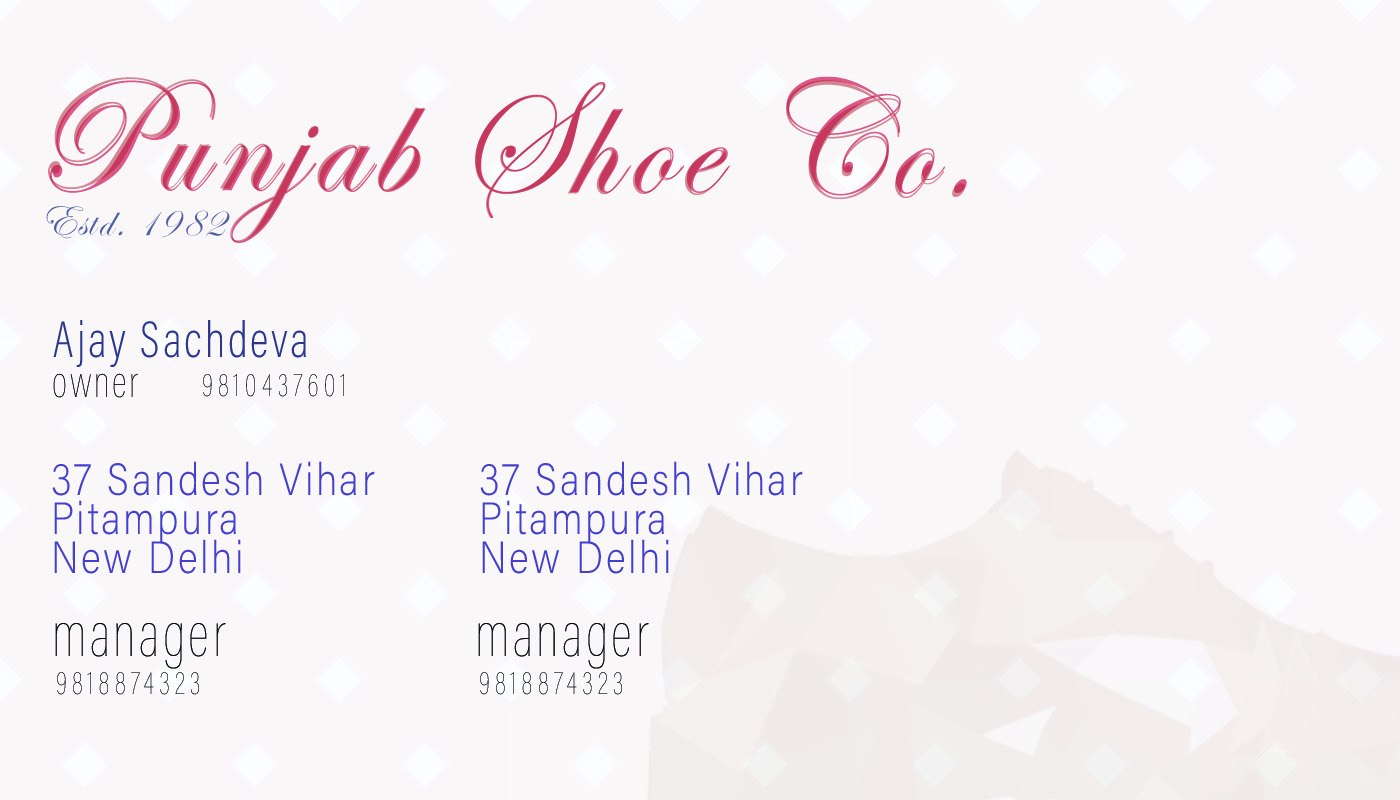 Punjab Shoe Co.
Estd. 1982
Ajay Sachdeva
owner 9810437601
37 Sandesh Vihar
Pitampura
New Delhi
manager
9818874323
37 Sandesh Vihar
Pitampura
New Delhi
manager
9818874323